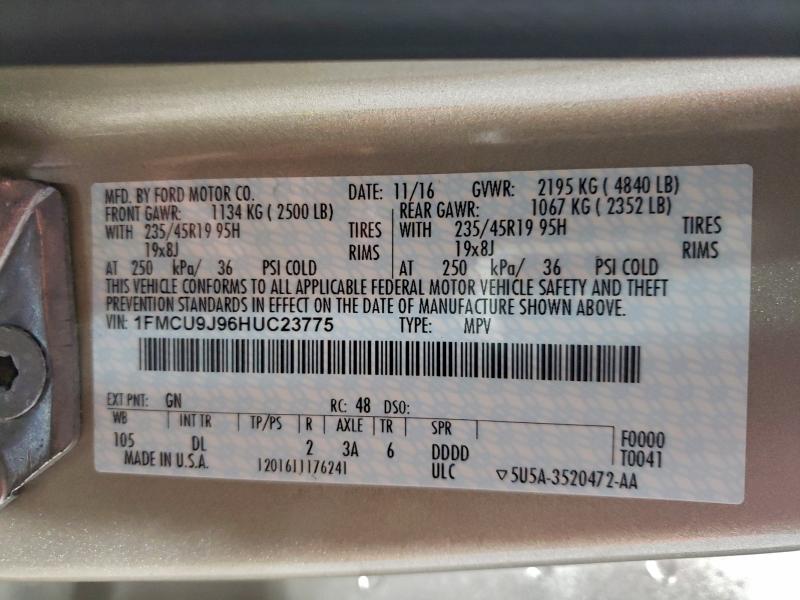 MFD. BY FORD MOTOR CO. DATE: 11/16 GVWR: 2195 KG ( 4840 LB)
FRONT GAWR: 1134 KG ( 2500 LB) REAR GAWR: 1067 KG ( 2352 LB)
WITH 235/45R19 95H TIRES WITH 235/45R19 95H TIRES
19x8J RIMS 19x8J RIMS
AT 250 kPa/ 36 PSI COLD AT 250 kPa/ 36 PSI COLD
THIS VEHICLE CONFORMS TO ALL APPLICABLE FEDERAL MOTOR VEHICLE SAFETY AND THEFT
PREVENTION STANDARDS IN EFFECT ON THE DATE OF MANUFACTURE SHOWN ABOVE.
VIN: 1FMCU9J96HUC23775 TYPE: MPV
EXT PNT: GN RC: 48 DSO:
WB INT TR TP/PS R AXLE TR SPR
105 DL 2 3A 6 DDDD F0000
MADE IN U.S.A. 1201611176241 ULC T0041
▽5U5A-3520472-AA